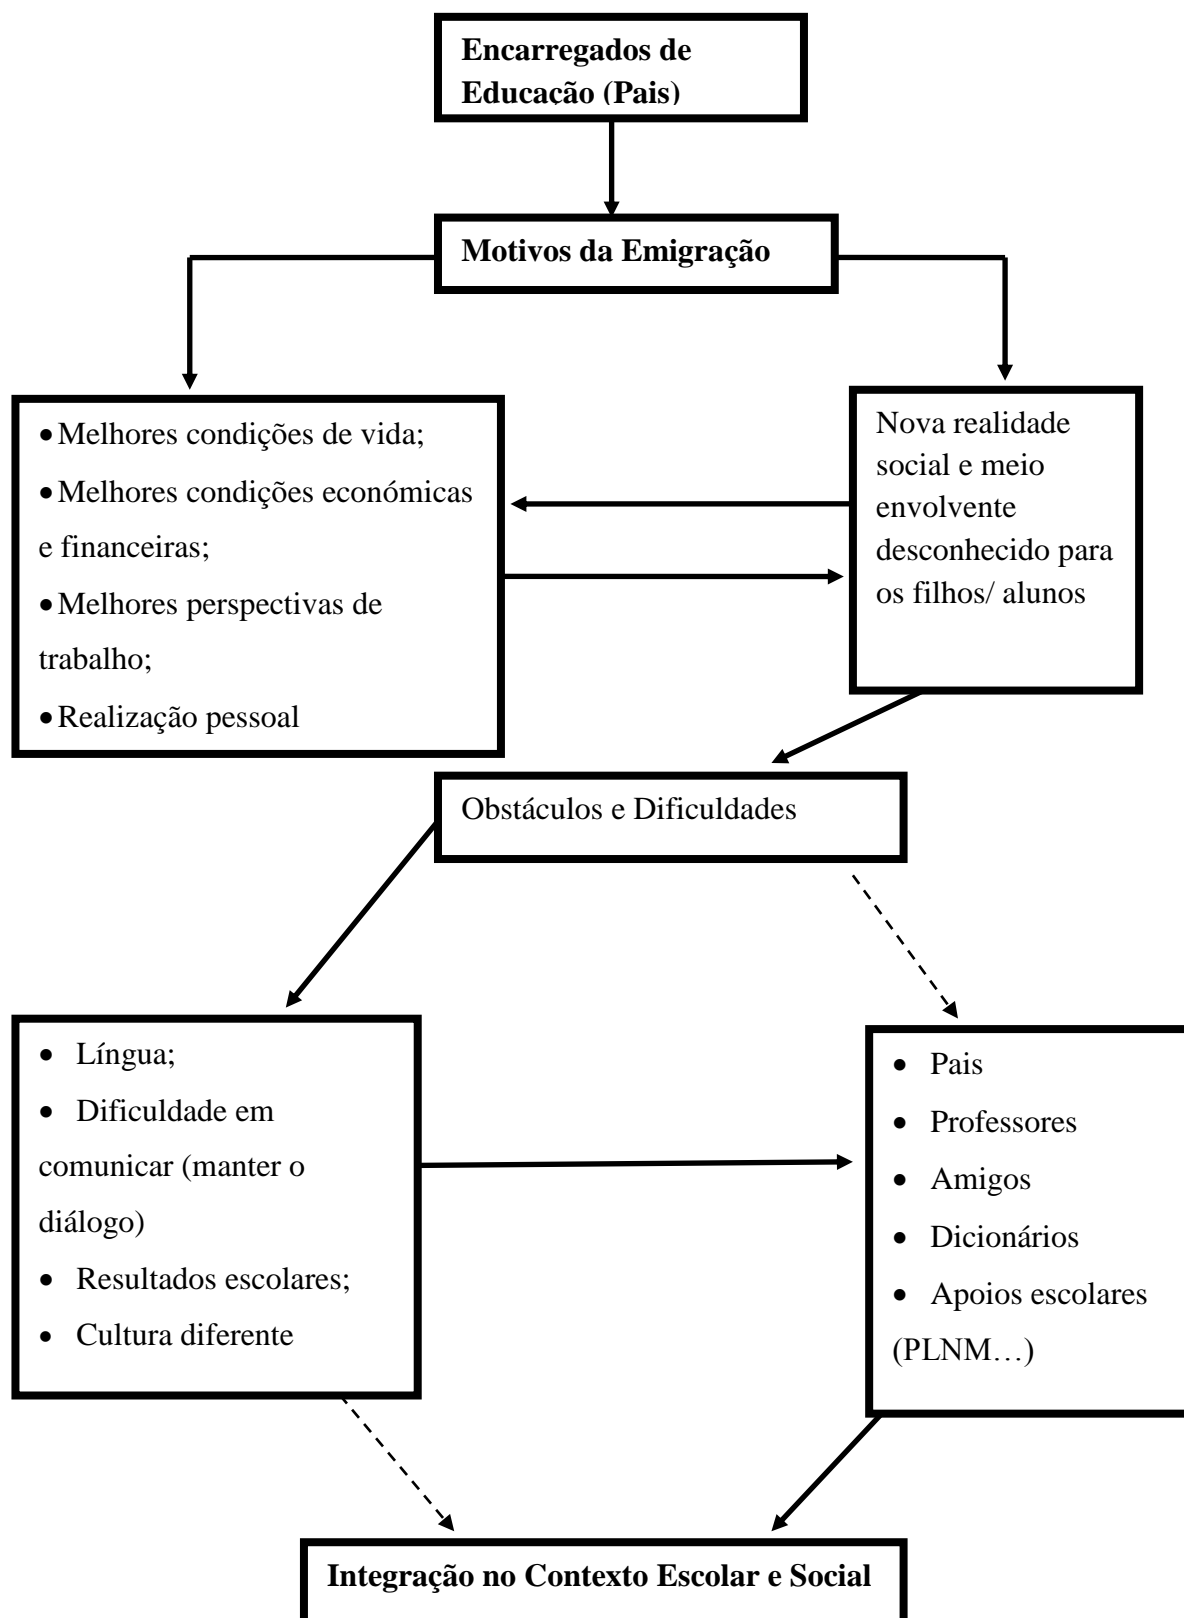 Encarregados de
Educação (Pais)
Motivos da Emigração
• Melhores condições de vida;
• Melhores condições económicas
e financeiras;
• Melhores perspectivas de
trabalho;
• Realização pessoal
Nova realidade
social e meio
envolvente
desconhecido para
os filhos/ alunos
Obstáculos e Dificuldades
• Língua;
• Dificuldade em
comunicar (manter o
diálogo)
• Resultados escolares;
• Cultura diferente
• Pais
• Professores
• Amigos
• Dicionários
• Apoios escolares
(PLNM…)
Integração no Contexto Escolar e Social